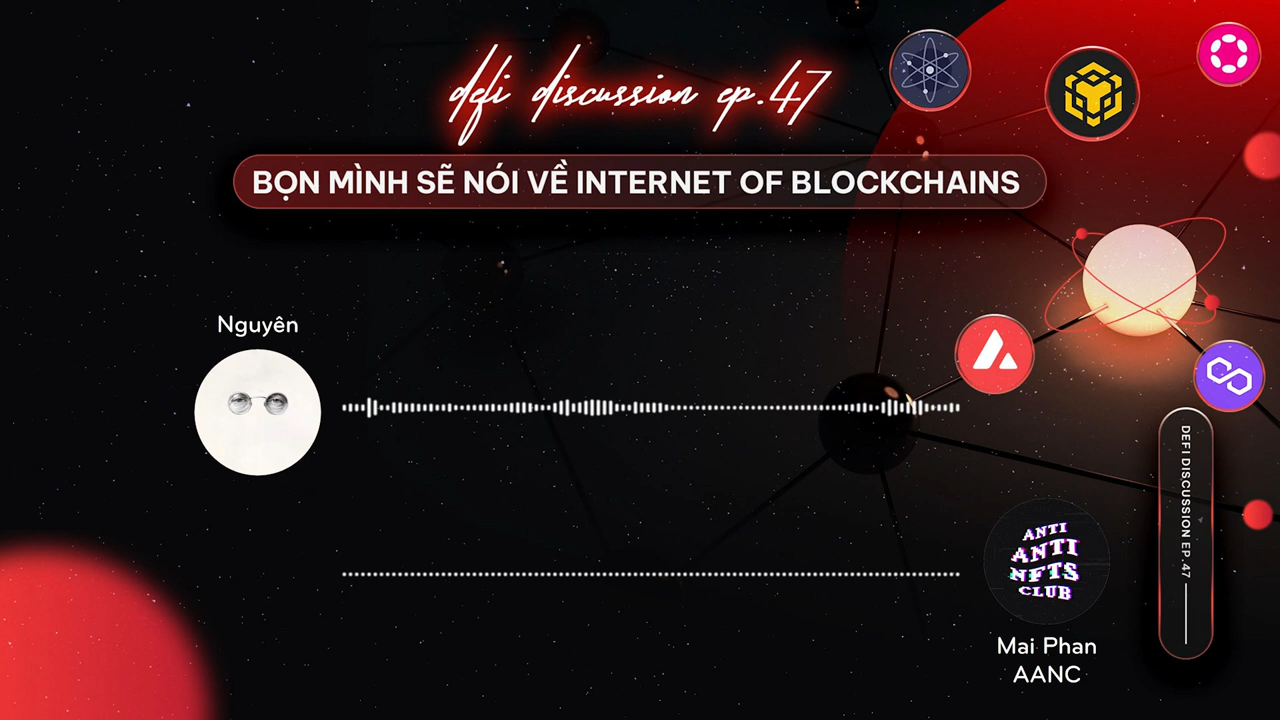 defi discussion ep.47
BỌN MÌNH SẼ NÓI VỀ INTERNET OF BLOCKCHAINS
Nguyên
DEFI DISCUSSION EP.47
ANTI
ANTI
NFTS
CLUB
Mai Phan
AANC